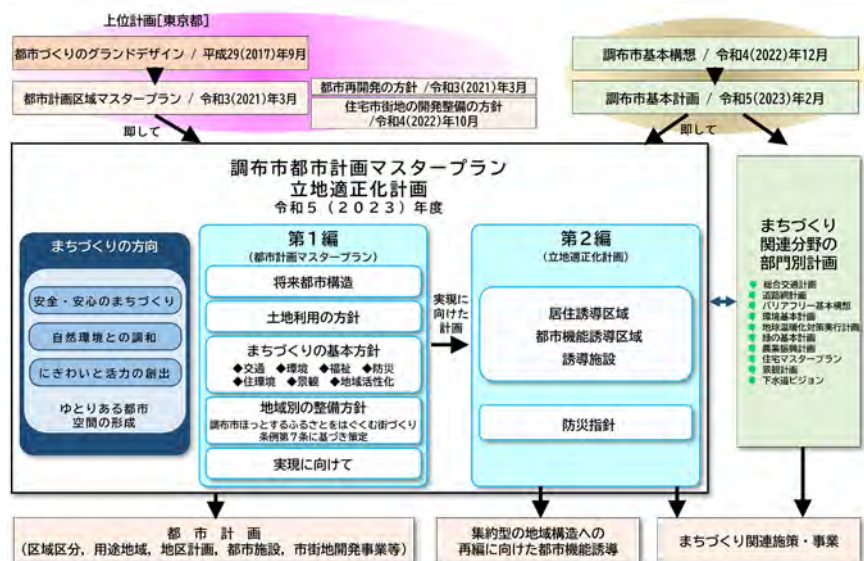 上位計画[東京都]
都市づくりのグランドデザイン / 平成29(2017)年9月
都市計画区域マスタープラン / 令和3(2021)年3月
都市再開発の方針 /令和3(2021)年3月
住宅市街地の開発整備の方針
/令和4(2022)年10月
調布市基本構想 / 令和4(2022)年12月
調布市基本計画 / 令和5(2023)年2月
即して
即して
調布市都市計画マスタープラン
立地適正化計画
令和5(2023)年度
まちづくりの方向
安全・安心のまちづくり
自然環境との調和
にぎわいと活力の創出
ゆとりある都市
空間の形成
第1編
(都市計画マスタープラン)
将来都市構造
土地利用の方針
まちづくりの基本方針
◆交通 ◆環境 ◆福祉 ◆防災
◆住環境 ◆景観 ◆地域活性化
地域別の整備方針
調布市ほっとするふるさとをはぐくむ街づくり
条例第7条に基づき策定
実現に向けて
実現に
向けた
計画
第2編
(立地適正化計画)
居住誘導区域
都市機能誘導区域
誘導施設
防災指針
まちづくり
関連分野の
部門別計画
総合交通計画
道路網計画
バリアフリー基本構想
環境基本計画
地球温暖化対策実行計画
緑の基本計画
農業振興計画
住宅マスタープラン
景観計画
下水道ビジョン
都 市 計 画
(区域区分,用途地域,地区計画,都市施設,市街地開発事業等)
集約型の地域構造への
再編に向けた都市機能誘導
まちづくり関連施策・事業